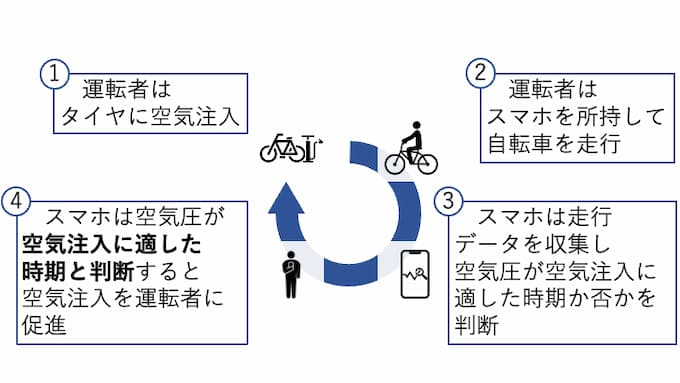 ①
運転者は
タイヤに空気注入
②
運転者は
スマホを所持して
自転車を走行
③
スマホは走行
データを収集し
空気圧が空気注入に
適した時期か否かを
判断
④
スマホは空気圧が
空気注入に適した
時期と判断すると
空気注入を運転者に
促進